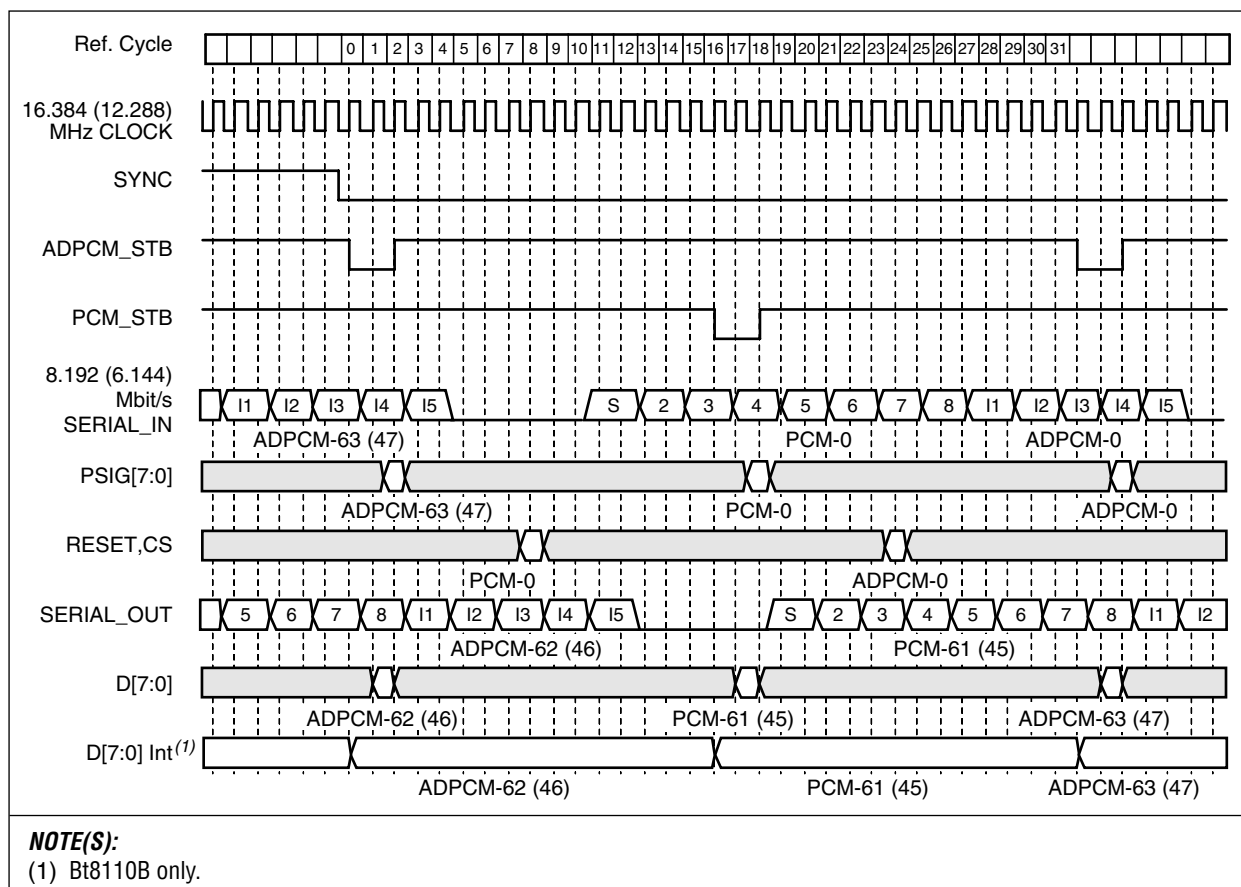 Ref. Cycle 0 1 2 3 4 5 6 7 8 9 10 11 12 13 14 15 16 17 18 19 20 21 22 23 24 25 26 27 28 29 30 31
16.384 (12.288)
MHz CLOCK
SYNC
ADPCM_STB
PCM_STB
8.192 (6.144)
Mbit/s
SERIAL_IN
I1 I2 I3 I4 I5 S 2 3 4 5 6 7 8 I1 I2 I3 I4 I5
ADPCM-63 (47) PCM-0 ADPCM-0
PSIG[7:0]
ADPCM-63 (47) PCM-0 ADPCM-0
RESET,CS
PCM-0 ADPCM-0
SERIAL_OUT 5 6 7 8 I1 I2 I3 I4 I5 S 2 3 4 5 6 7 8 I1 I2
ADPCM-62 (46) PCM-61 (45)
D[7:0]
ADPCM-62 (46) PCM-61 (45) ADPCM-63 (47)
D[7:0] Int(1)
ADPCM-62 (46) PCM-61 (45) ADPCM-63 (47)
NOTE(S):
(1) Bt8110B only.